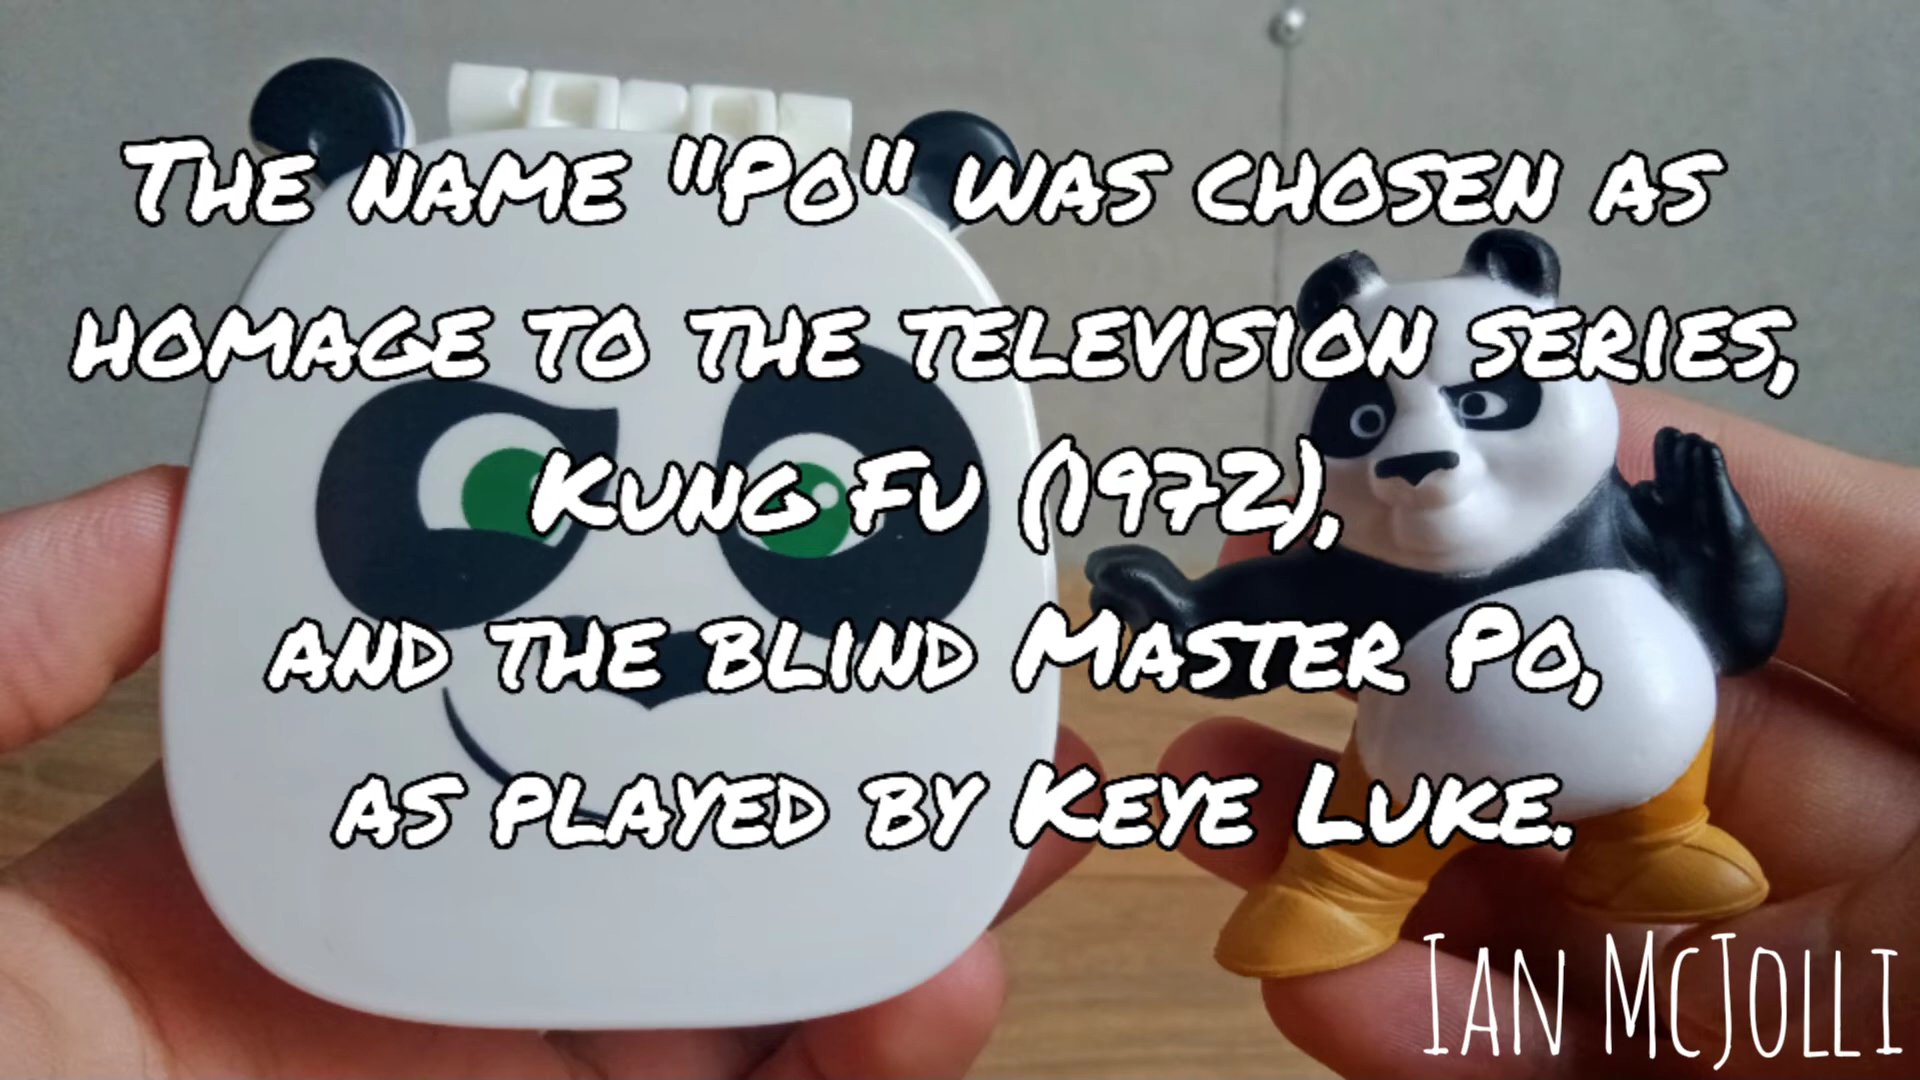 The name "Po" was chosen as
homage to the television series,
Kung Fu (1972),
and the blind Master Po,
as played by Keye Luke.
Ian McJolli